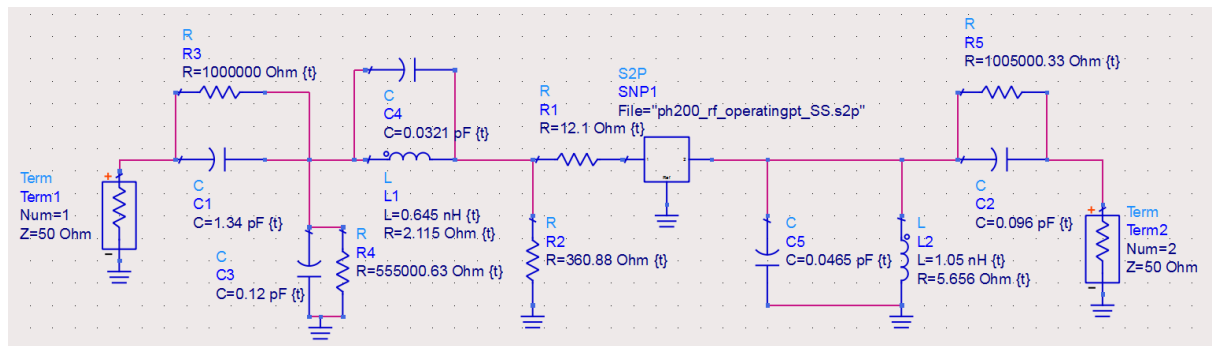 R
R3
R=1000000 Ohm {t}
C
C1
C=1.34 pF {t}
Term
Term1
Num=1
Z=50 Ohm
+
-
C
C3
C=0.12 pF {t}
R
R4
R=555000.63 Ohm {t}
C
C4
C=0.0321 pF {t}
L
L1
L=0.645 nH {t}
R=2.115 Ohm {t}
R
R1
R=12.1 Ohm {t}
R
R2
R=360.88 Ohm {t}
S2P
SNP1
File="ph200_rf_operatingpt_SS.s2p"
1
2
Ref
C
C5
C=0.0465 pF {t}
L
L2
L=1.05 nH {t}
R=5.656 Ohm {t}
R
R5
R=1005000.33 Ohm {t}
C
C2
C=0.096 pF {t}
+
-
Term
Term2
Num=2
Z=50 Ohm